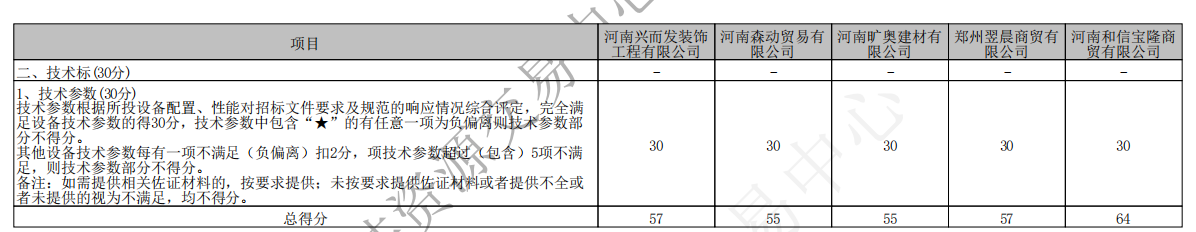 项目
河南兴而发装饰
工程有限公司
河南森动贸易有
限公司
河南旷奥建材有
限公司
郑州翌晨商贸有
限公司
河南和信宝隆商
贸有限公司
二、技术标(30分)
－ － － － －
1、技术参数(30分)
技术参数根据所投设备配置、性能对招标文件要求及规范的响应情况综合评定，完全满
足设备技术参数的得30分，技术参数中包含“★”的有任意一项为负偏离则技术参数部
分不得分。
其他设备技术参数每有一项不满足（负偏离）扣2分，项技术参数超过（包含）5项不满
足，则技术参数部分不得分。
备注：如需提供相关佐证材料的，按要求提供；未按要求提供佐证材料或者提供不全或
者未提供的视为不满足，均不得分。
30 30 30 30 30
总得分 57 55 55 57 64
资源交易中心
易中心